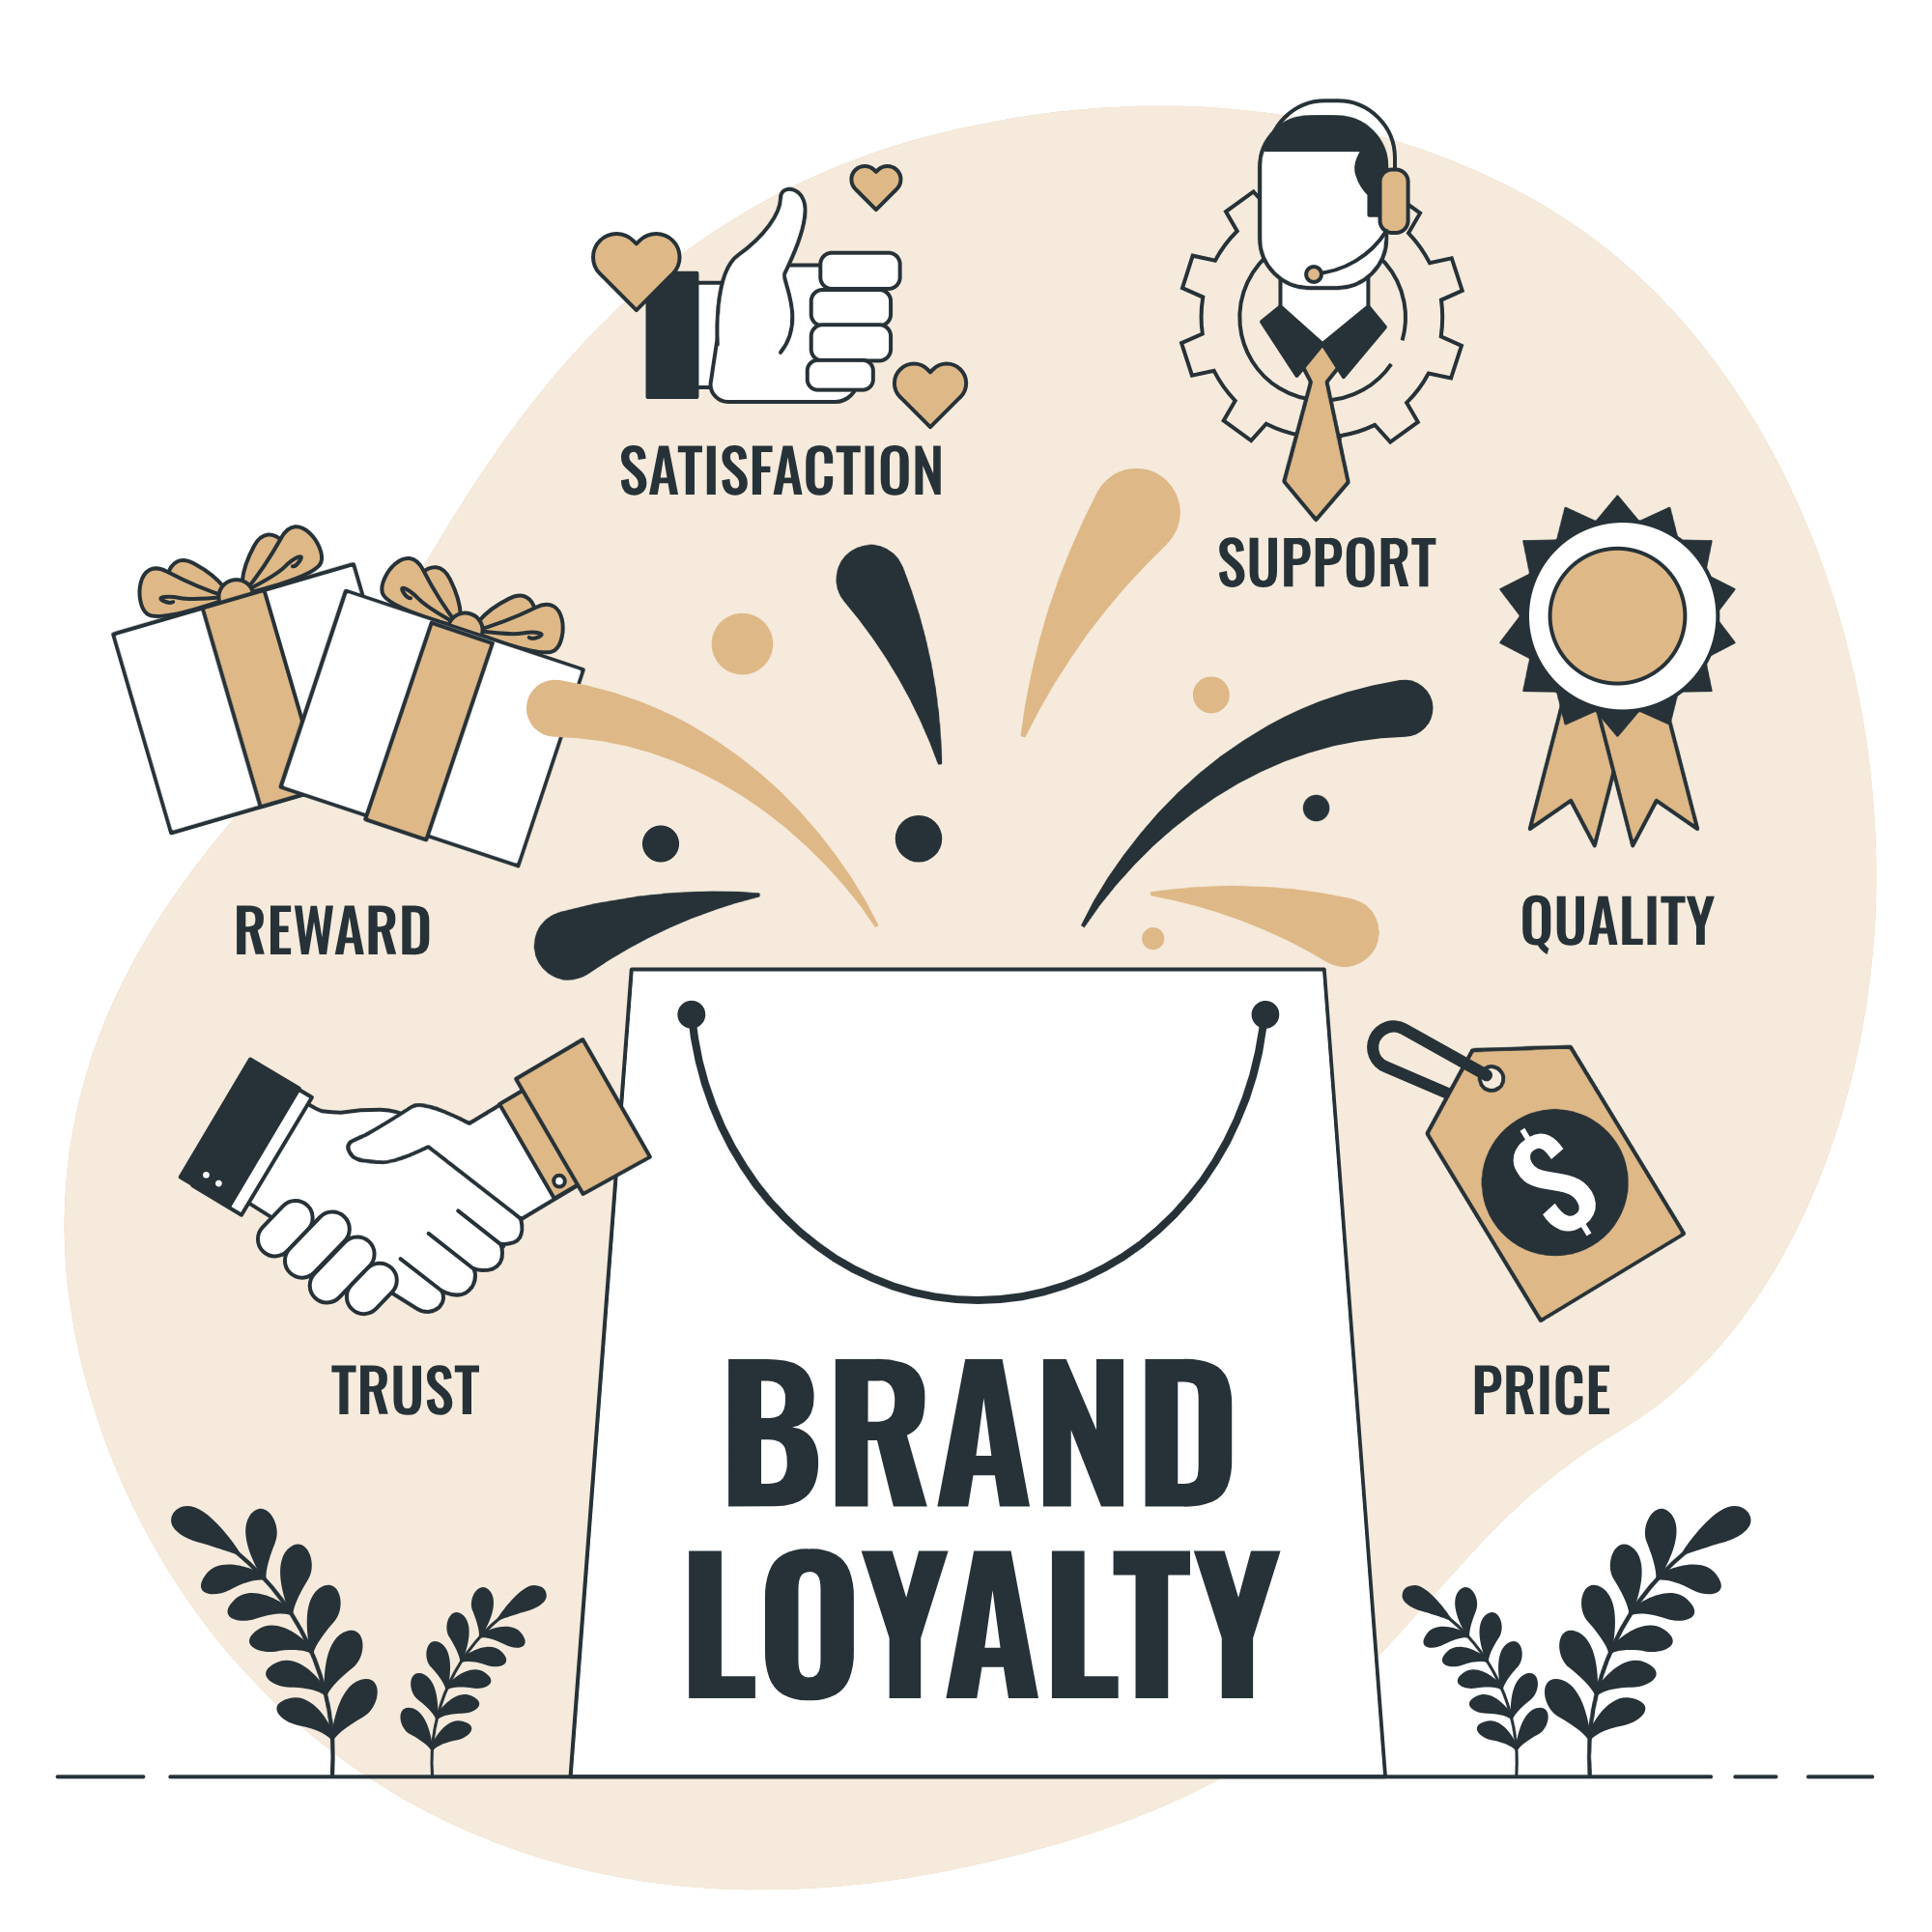 SATISFACTION
SUPPORT
REWARD
QUALITY
TRUST
$
PRICE
BRAND
LOYALTY